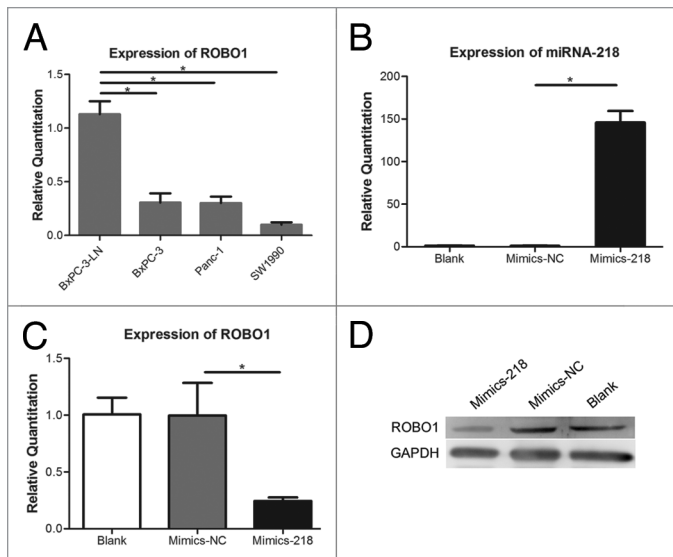 A
Expression of ROBO1
Relative Quantitation
1.5
1.0
0.5
0.0
*
*
*
BxPC-3-LN
BxPC-3
Panc-1
SW1990
B
Expression of miRNA-218
Relative Quantitation
200
150
100
50
0
*
Blank
Mimics-NC
Mimics-218
C
Expression of ROBO1
Relative Quantitation
1.5
1.0
0.5
0.0
*
Blank
Mimics-NC
Mimics-218
D
Mimics-218
Mimics-NC
Blank
ROBO1
GAPDH